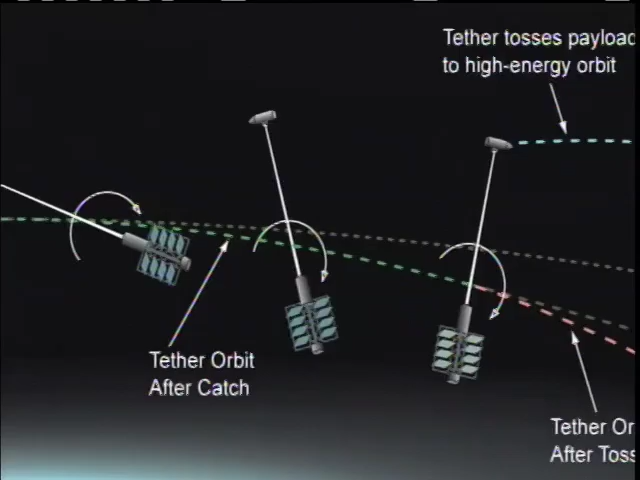 Tether tosses payload
to high-energy orbit
Tether Orbit
After Catch
Tether Or
After Toss